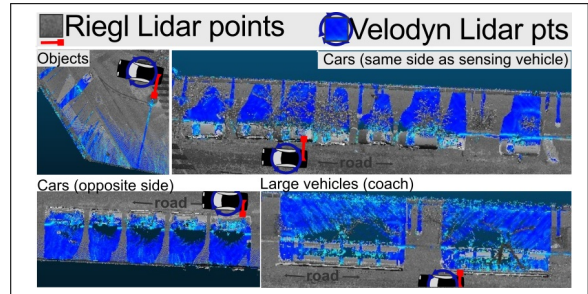 Riegl Lidar points
Velodyn Lidar pts
Objects
Cars (same side as sensing vehicle)
road
Cars (opposite side)
Large vehicles (coach)
road
road